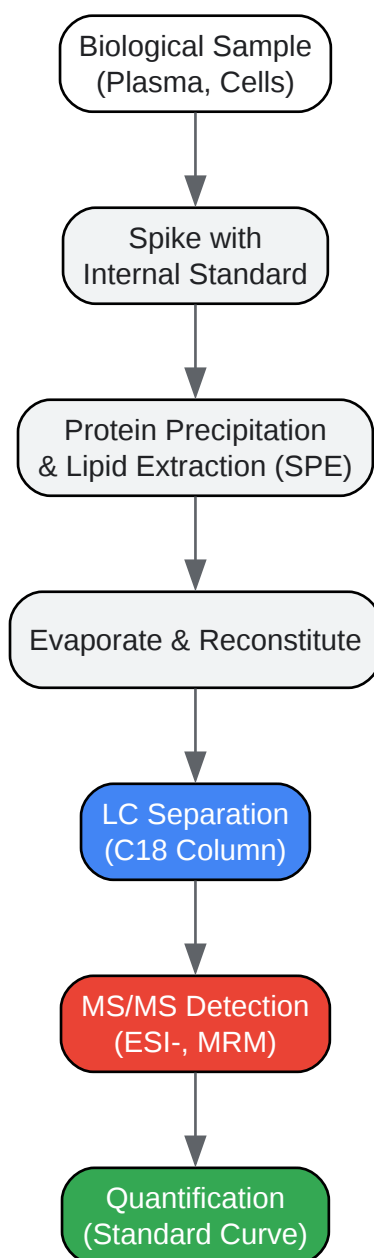 Biological Sample
(Plasma, Cells)
Spike with
Internal Standard
Protein Precipitation
& Lipid Extraction (SPE)
Evaporate & Reconstitute
LC Separation
(C18 Column)
MS/MS Detection
(ESI-, MRM)
Quantification
(Standard Curve)